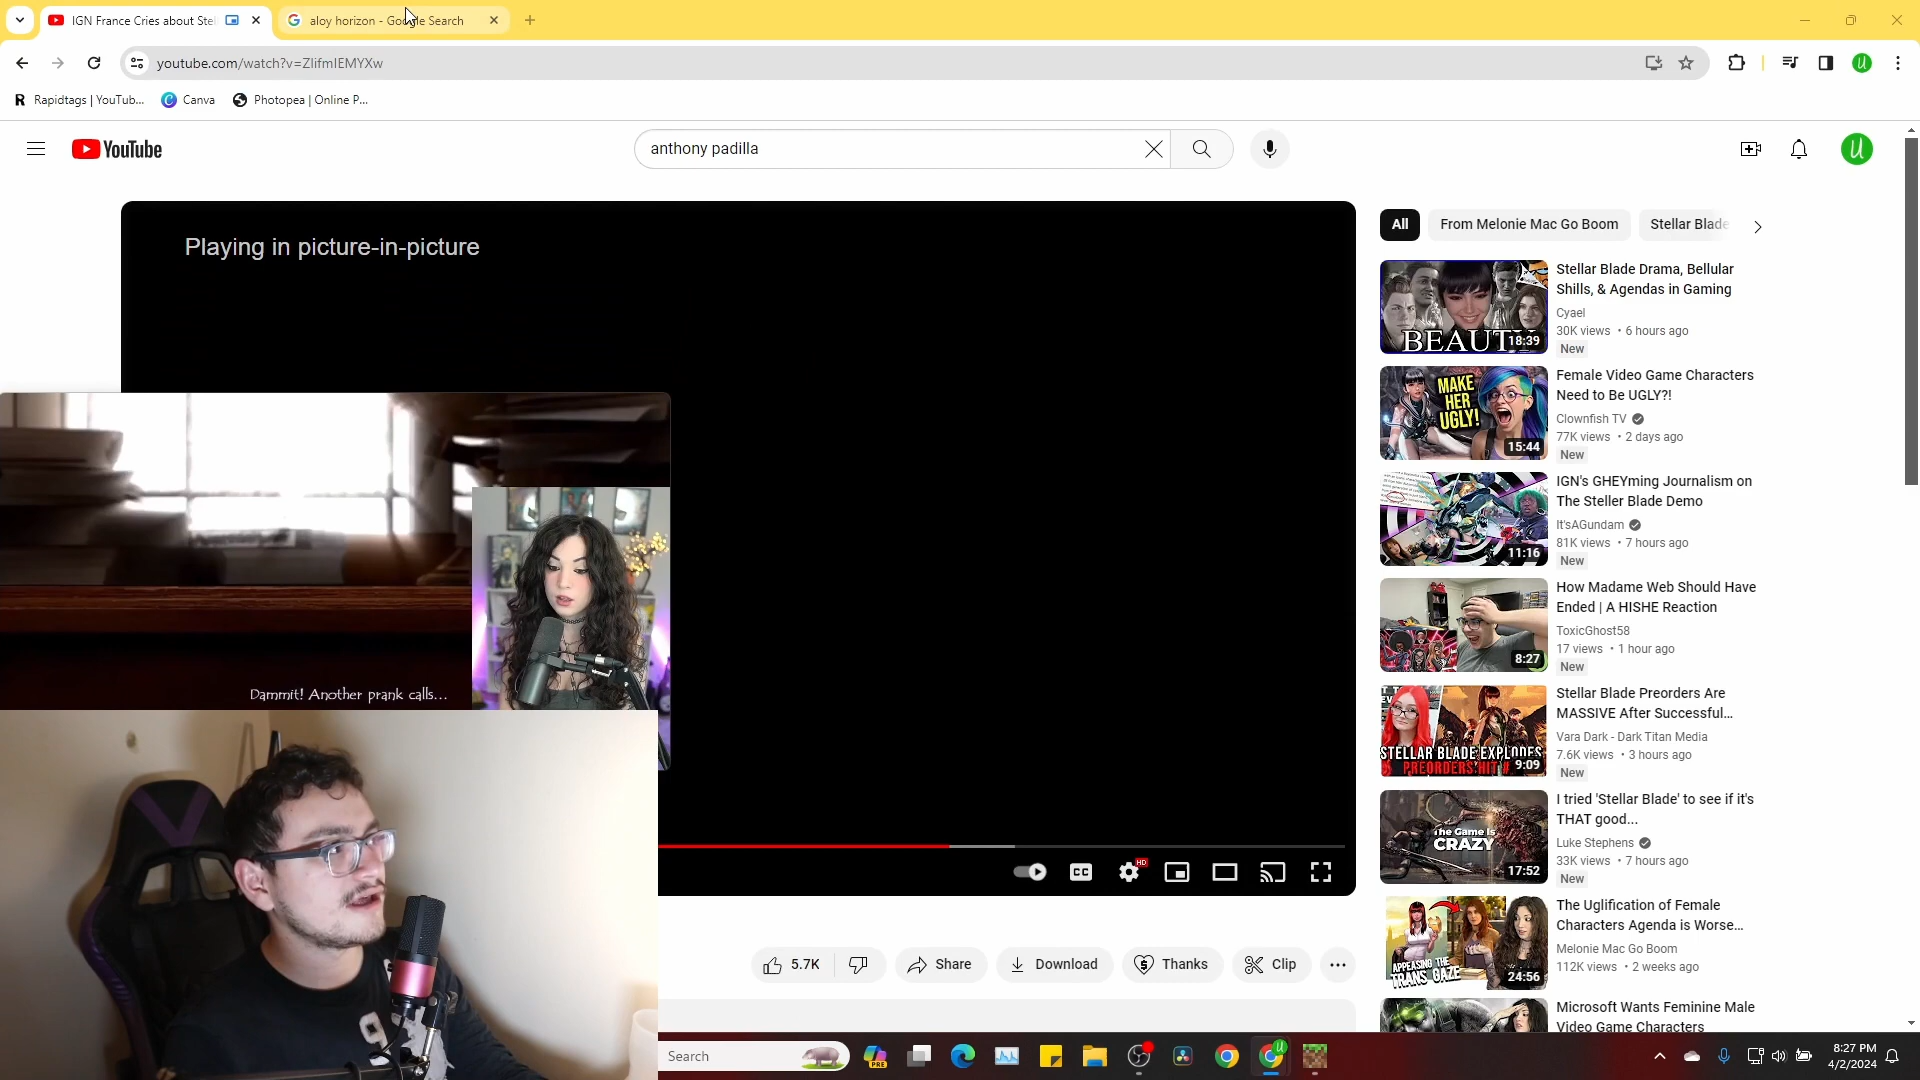 IGN France Cries about Stel
aloy horizon - Google Search
youtube.com/watch?v=ZlifmIEMYXw
Rapidtags | YouTub...
Canva
Photopea | Online P...
YouTube
anthony padilla
Playing in picture-in-picture
All
From Melonie Mac Go Boom
Stellar Blade
BEAUTY
18:39
Stellar Blade Drama, Bellular
Shills, & Agendas in Gaming
Cyael
30K views • 6 hours ago
New
MAKE
HER
UGLY!
15:44
Female Video Game Characters
Need to Be UGLY?!
Clownfish TV
77K views • 2 days ago
New
11:16
IGN's GHEYming Journalism on
The Steller Blade Demo
It'sAGundam
81K views • 7 hours ago
New
8:27
How Madame Web Should Have
Ended | A HISHE Reaction
ToxicGhost58
17 views • 1 hour ago
New
STELLAR BLADE EXPLODES
PREORDERS HIT #
9:09
Stellar Blade Preorders Are
MASSIVE After Successful...
Vara Dark - Dark Titan Media
7.6K views • 3 hours ago
New
The Game is
CRAZY
17:52
I tried 'Stellar Blade' to see if it's
THAT good...
Luke Stephens
33K views • 7 hours ago
New
APPEASING THE
TRANS GAZE
24:56
The Uglification of Female
Characters Agenda is Worse...
Melonie Mac Go Boom
112K views • 2 weeks ago
Microsoft Wants Feminine Male
Video Game Characters
Dammit! Another prank calls...
CC
HD
5.7K
Share
Download
Thanks
Clip
Search
PRE
8:27 PM
4/2/2024